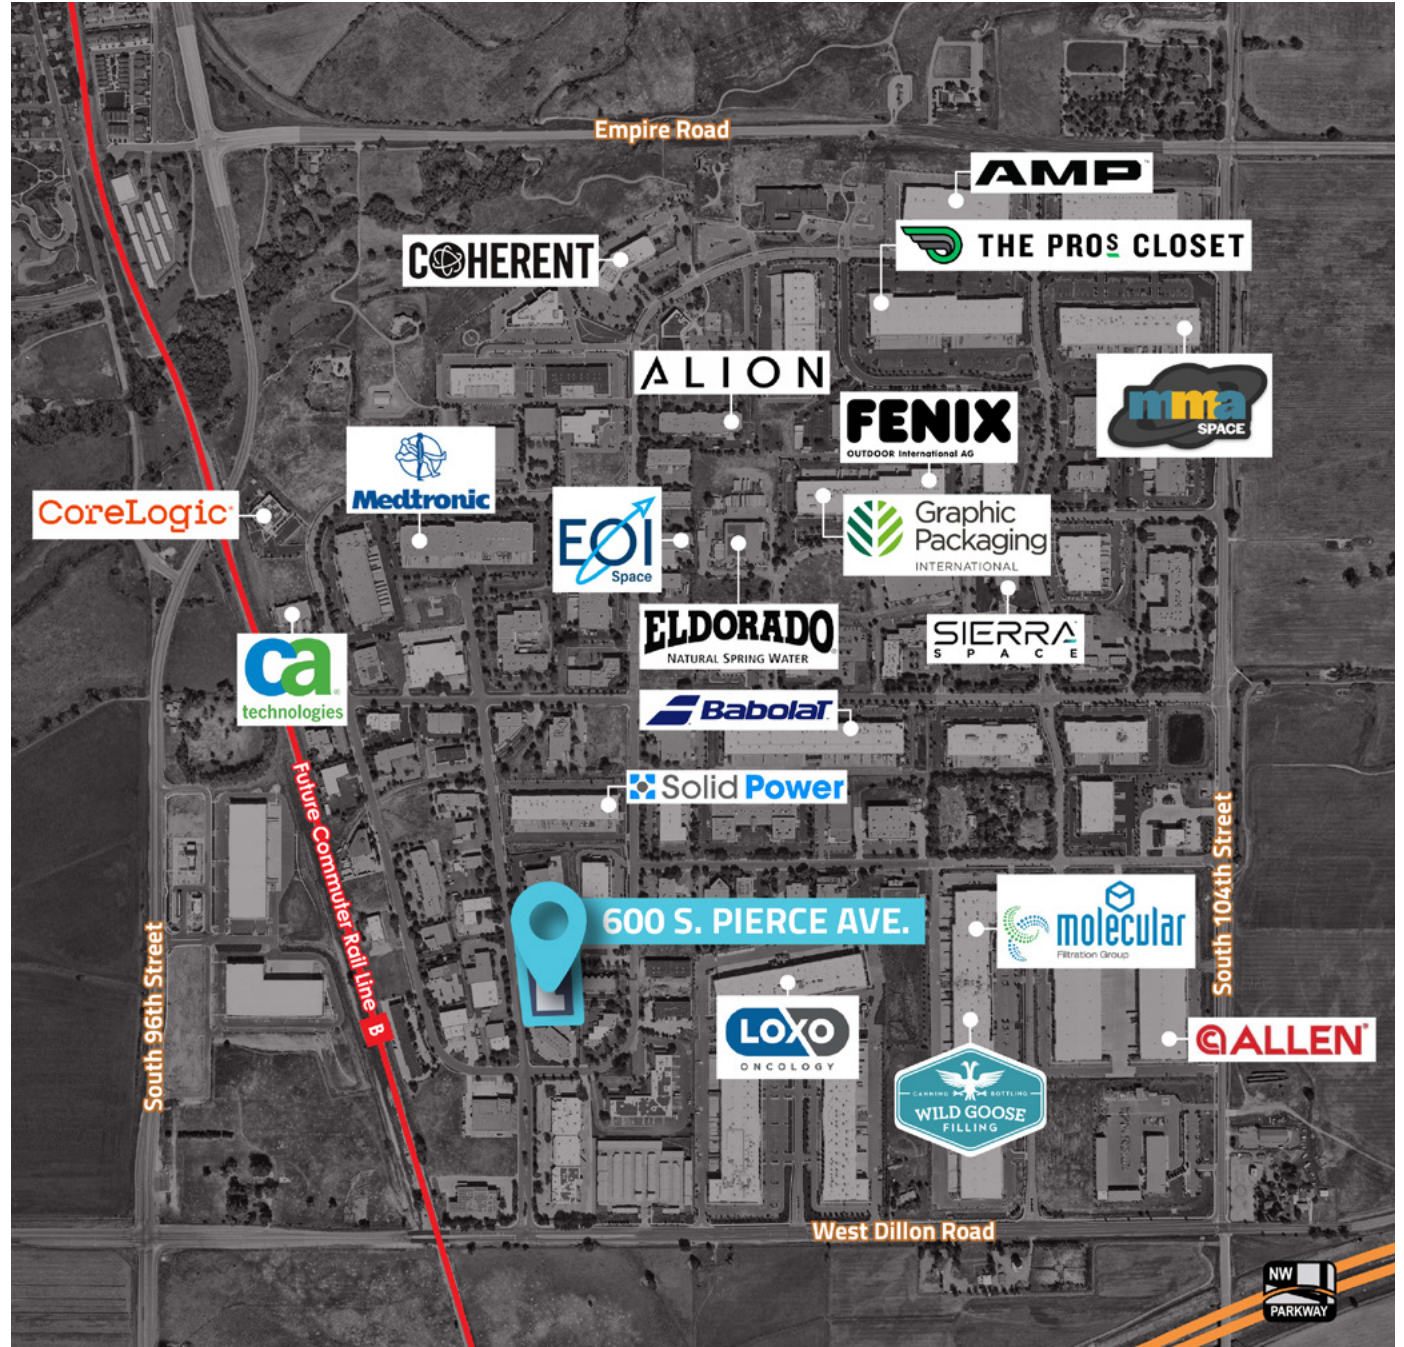 Empire Road
AMP
THE PROS CLOSET
COHERENT
ALION
mma
SPACE
FENIX
OUTDOOR International AG
Medtronic
CoreLogic
EOI
Space
Graphic
Packaging
INTERNATIONAL
ELDORADO
NATURAL SPRING WATER
SIERRA
SPACE
ca
technologies
Babolat
Solid Power
Future Commuter Rail Line B
South 104th Street
600 S. PIERCE AVE.
molecular
Filtration Group
South 96th Street
LOXO
ONCOLOGY
ALLEN
CANNING BOTTLING
WILD GOOSE
FILLING
West Dillon Road
NW
PARKWAY